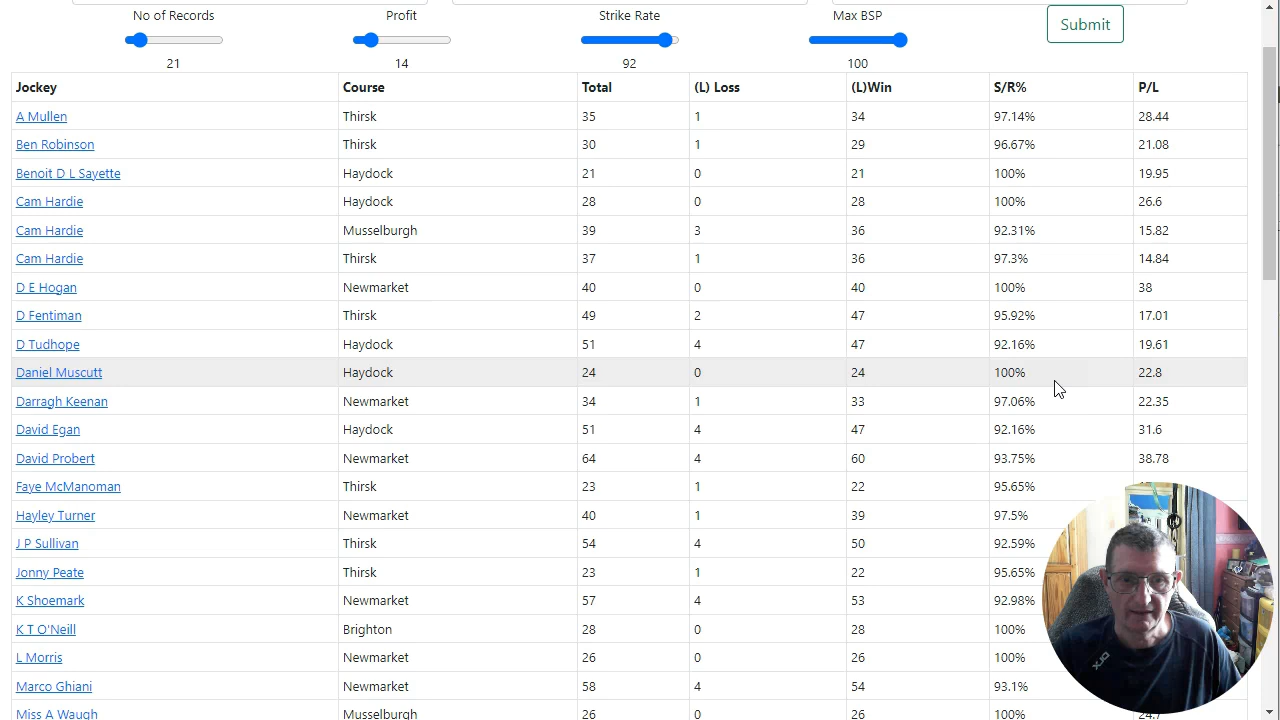 No of Records Profit Strike Rate Max BSP Submit
21 14 92 100
Jockey Course Total (L) Loss (L)Win S/R% P/L
A Mullen Thirsk 35 1 34 97.14% 28.44
Ben Robinson Thirsk 30 1 29 96.67% 21.08
Benoit D L Sayette Haydock 21 0 21 100% 19.95
Cam Hardie Haydock 28 0 28 100% 26.6
Cam Hardie Musselburgh 39 3 36 92.31% 15.82
Cam Hardie Thirsk 37 1 36 97.3% 14.84
D E Hogan Newmarket 40 0 40 100% 38
D Fentiman Thirsk 49 2 47 95.92% 17.01
D Tudhope Haydock 51 4 47 92.16% 19.61
Daniel Muscutt Haydock 24 0 24 100% 22.8
Darragh Keenan Newmarket 34 1 33 97.06% 22.35
David Egan Haydock 51 4 47 92.16% 31.6
David Probert Newmarket 64 4 60 93.75% 38.78
Faye McManoman Thirsk 23 1 22 95.65%
Hayley Turner Newmarket 40 1 39 97.5%
J P Sullivan Thirsk 54 4 50 92.59%
Jonny Peate Thirsk 23 1 22 95.65%
K Shoemark Newmarket 57 4 53 92.98%
K T O'Neill Brighton 28 0 28 100%
L Morris Newmarket 26 0 26 100%
Marco Ghiani Newmarket 58 4 54 93.1%
Miss A Waugh Musselburgh 26 0 26 100% 24.7